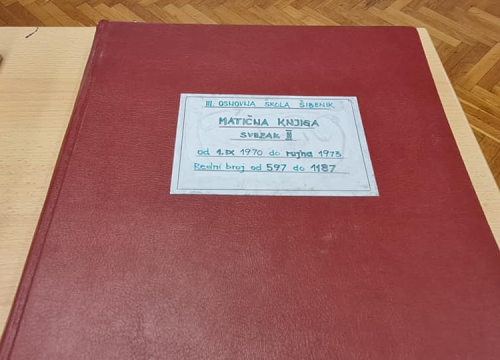 III. OSNOVNA ŠKOLA ŠIBENIK
MATIČNA KNJIGA
SVEZAK II
od 1. IX 1970 do rujna 1973
Redni broj od 597 do 1187